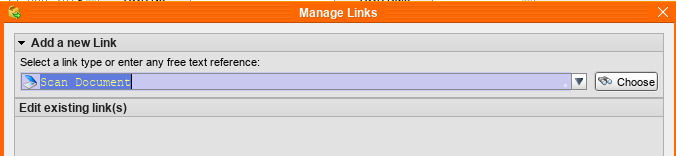 Manage Links
Add a new Link
Select a link type or enter any free text reference:
Scan Document
Choose
Edit existing link(s)